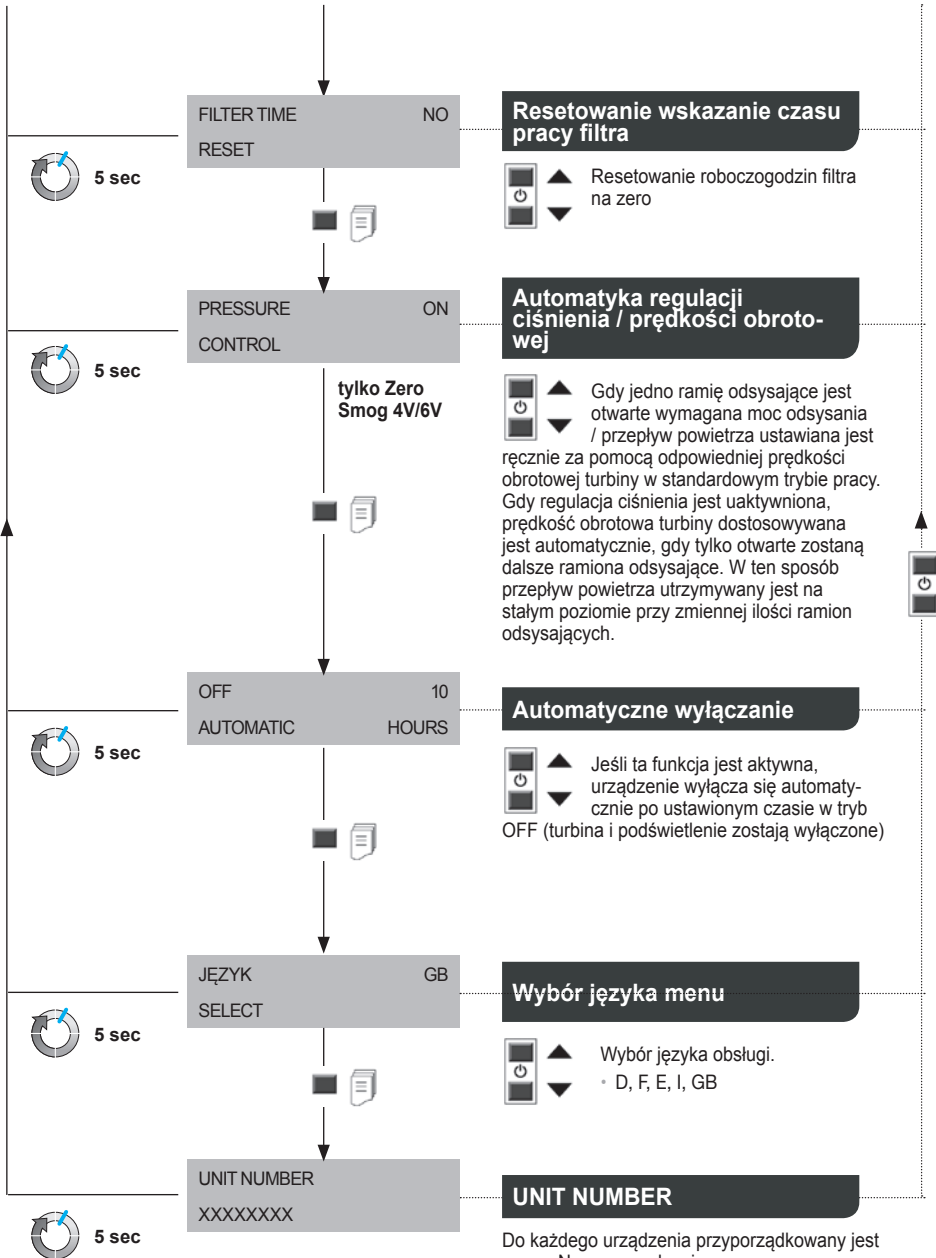 FILTER TIME NO
RESET
5 sec
Resetowanie wskazanie czasu
pracy filtra
Resetowanie roboczogodzin filtra
na zero
PRESSURE ON
CONTROL
5 sec
tylko Zero
Smog 4V/6V
Automatyka regulacji
ciśnienia / prędkości obroto-
wej
Gdy jedno ramię odsysające jest
otwarte wymagana moc odsysania
/ przepływ powietrza ustawiana jest
ręcznie za pomocą odpowiedniej prędkości
obrotowej turbiny w standardowym trybie pracy.
Gdy regulacja ciśnienia jest uaktywniona,
prędkość obrotowa turbiny dostosowywana
jest automatycznie, gdy tylko otwarte zostaną
dalsze ramiona odsysające. W ten sposób
przepływ powietrza utrzymywany jest na
stałym poziomie przy zmiennej ilości ramion
odsysających.
OFF 10
AUTOMATIC HOURS
5 sec
Automatyczne wyłączanie
Jeśli ta funkcja jest aktywna,
urządzenie wyłącza się automaty-
cznie po ustawionym czasie w tryb
OFF (turbina i podświetlenie zostają wyłączone)
JĘZYK GB
SELECT
5 sec
Wybór języka menu
Wybór języka obsługi.
• D, F, E, I, GB
UNIT NUMBER
XXXXXXXX
5 sec
UNIT NUMBER
Do każdego urządzenia przyporządkowany jest